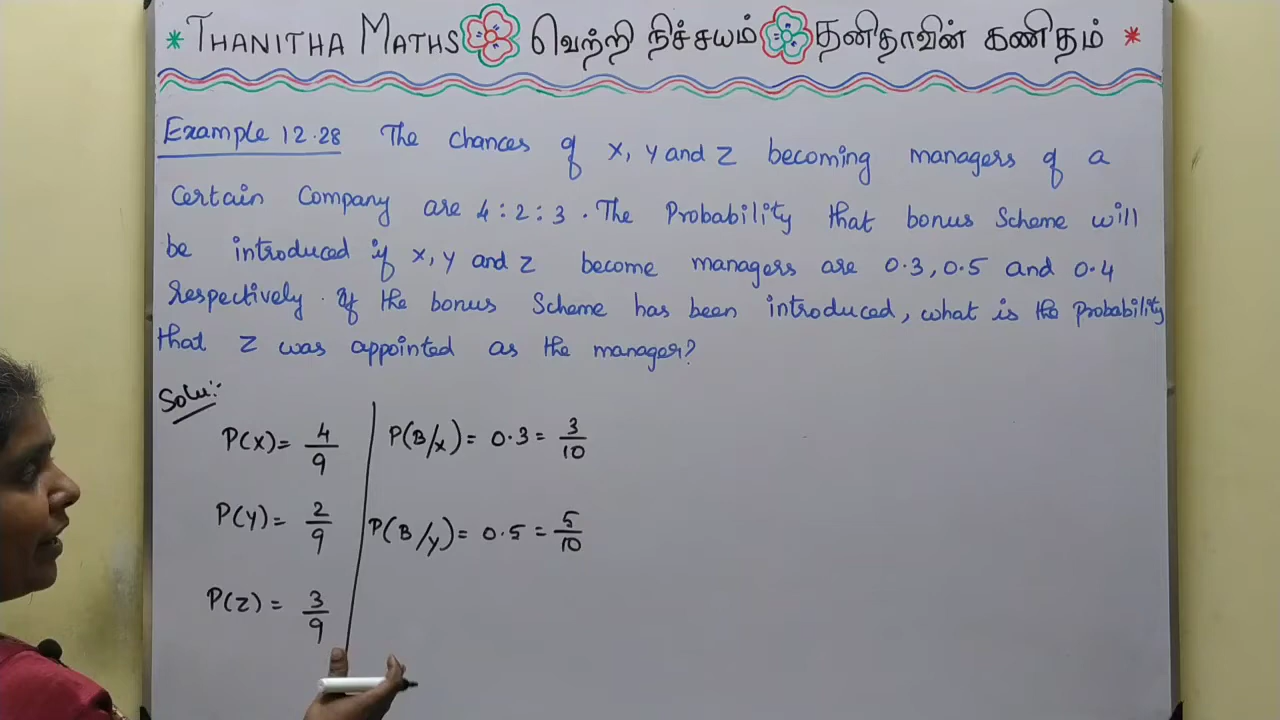 * THANITHA MATHS வெற்றி நிச்சயம் தனிதாவின் கணிதம் *
Example 12.28 The chances of X, Y and Z becoming managers of a
certain Company are 4 : 2 : 3 . The Probability that bonus Scheme will
be introduced if X, Y and Z become managers are 0.3, 0.5 and 0.4
respectively. If the bonus Scheme has been introduced, what is the probability
that Z was appointed as the manager?
Solu:-
P(X) = 4/9 P(B/X) = 0.3 = 3/10
P(Y) = 2/9 P(B/Y) = 0.5 = 5/10
P(Z) = 3/9